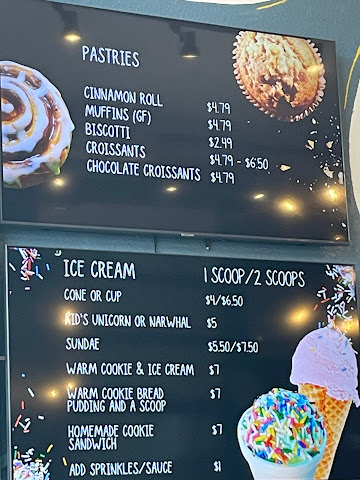 PASTRIES
CINNAMON ROLL $4.79
MUFFINS (GF) $4.79
BISCOTTI $2.49
CROISSANTS $4.79 - $6.50
CHOCOLATE CROISSANTS $4.79
ICE CREAM 1 SCOOP/2 SCOOPS
CONE OR CUP $4/$6.50
KID'S UNICORN OR NARWHAL $5
SUNDAE $5.50/$7.50
WARM COOKIE & ICE CREAM $7
WARM COOKIE BREAD $7
PUDDING AND A SCOOP
HOMEMADE COOKIE $7
SANDWICH
ADD SPRINKLES/SAUCE $1